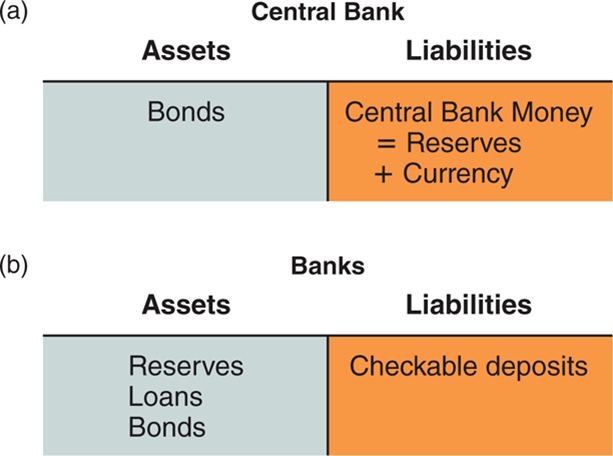 (a)
Central Bank
Assets Liabilities
Bonds Central Bank Money
= Reserves
+ Currency
(b)
Banks
Assets Liabilities
Reserves Checkable deposits
Loans
Bonds